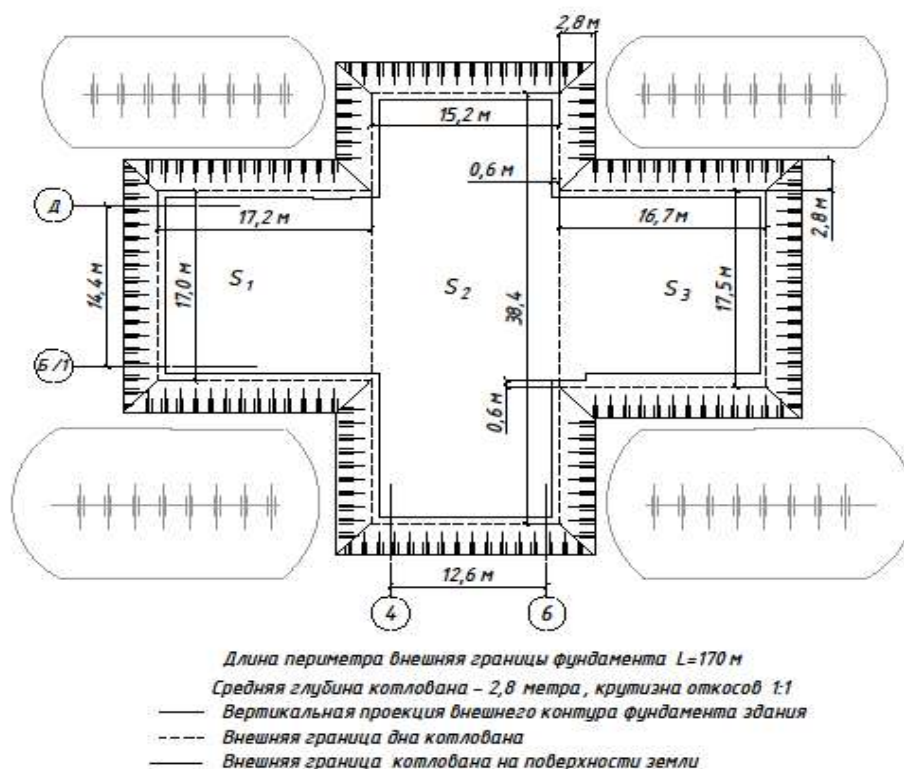 2,8 м
15,2 м
0,6 м
Д
17,2 м
16,7 м
2,8 м
14,4 м
17,0 м
S 1
S 2
38,4
S 3
17,5 м
Б/1
0,6 м
12,6 м
4
6
Длина периметра внешняя границы фундамента L=170 м
Средняя глубина котлована - 2,8 метра, крутизна откосов 1:1
Вертикальная проекция внешнего контура фундамента здания
Внешняя граница дна котлована
Внешняя граница котлована на поверхности земли